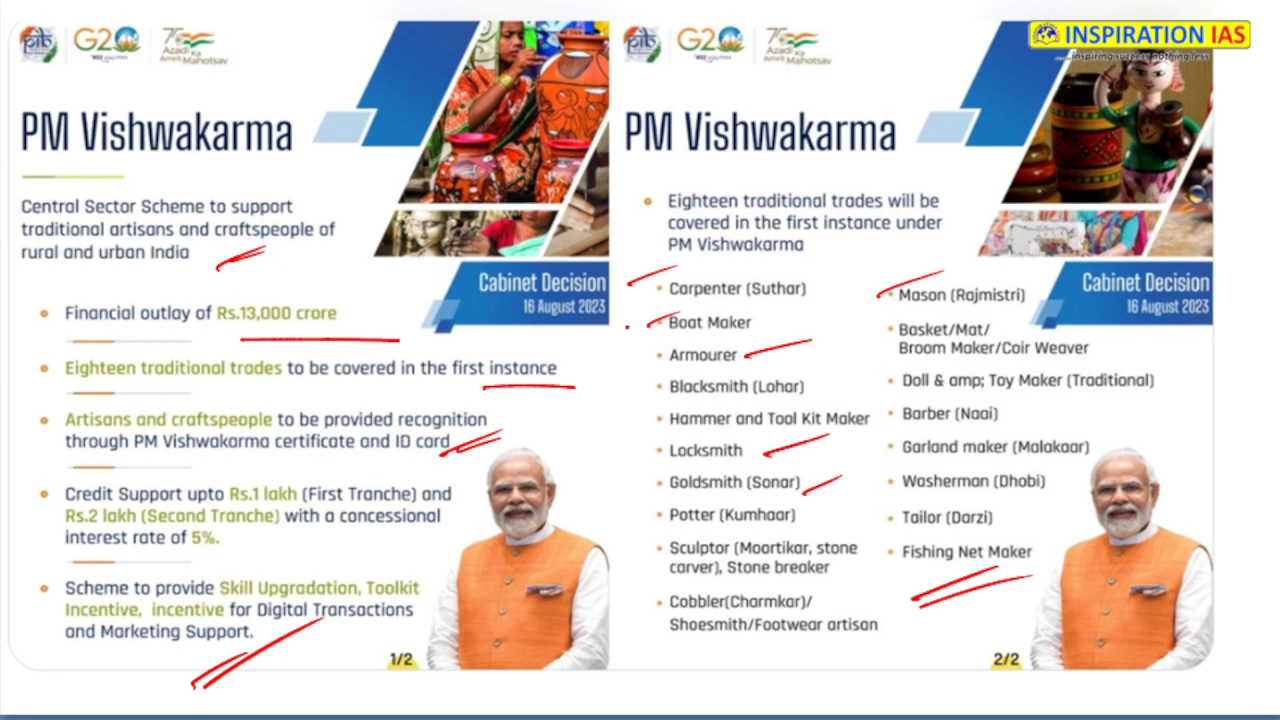 INSPIRATION IAS
.....inspiring success nothing less
pib
G20
Azadi Ka
Amrit Mahotsav
PM Vishwakarma
Central Sector Scheme to support
traditional artisans and craftspeople of
rural and urban India
Cabinet Decision
16 August 2023
Financial outlay of Rs.13,000 crore
Eighteen traditional trades to be covered in the first instance
Artisans and craftspeople to be provided recognition
through PM Vishwakarma certificate and ID card
Credit Support upto Rs.1 lakh (First Tranche) and
Rs.2 lakh (Second Tranche) with a concessional
interest rate of 5%.
Scheme to provide Skill Upgradation, Toolkit
Incentive, incentive for Digital Transactions
and Marketing Support.
1/2
pib
G20
Azadi Ka
Amrit Mahotsav
PM Vishwakarma
Eighteen traditional trades will be
covered in the first instance under
PM Vishwakarma
Cabinet Decision
16 August 2023
Carpenter (Suthar)
Boat Maker
Armourer
Blacksmith (Lohar)
Hammer and Tool Kit Maker
Locksmith
Goldsmith (Sonar)
Potter (Kumhaar)
Sculptor (Moortikar, stone
carver), Stone breaker
Cobbler(Charmkar)/
Shoesmith/Footwear artisan
Mason (Rajmistri)
Basket/Mat/
Broom Maker/Coir Weaver
Doll & amp; Toy Maker (Traditional)
Barber (Naai)
Garland maker (Malakaar)
Washerman (Dhobi)
Tailor (Darzi)
Fishing Net Maker
2/2